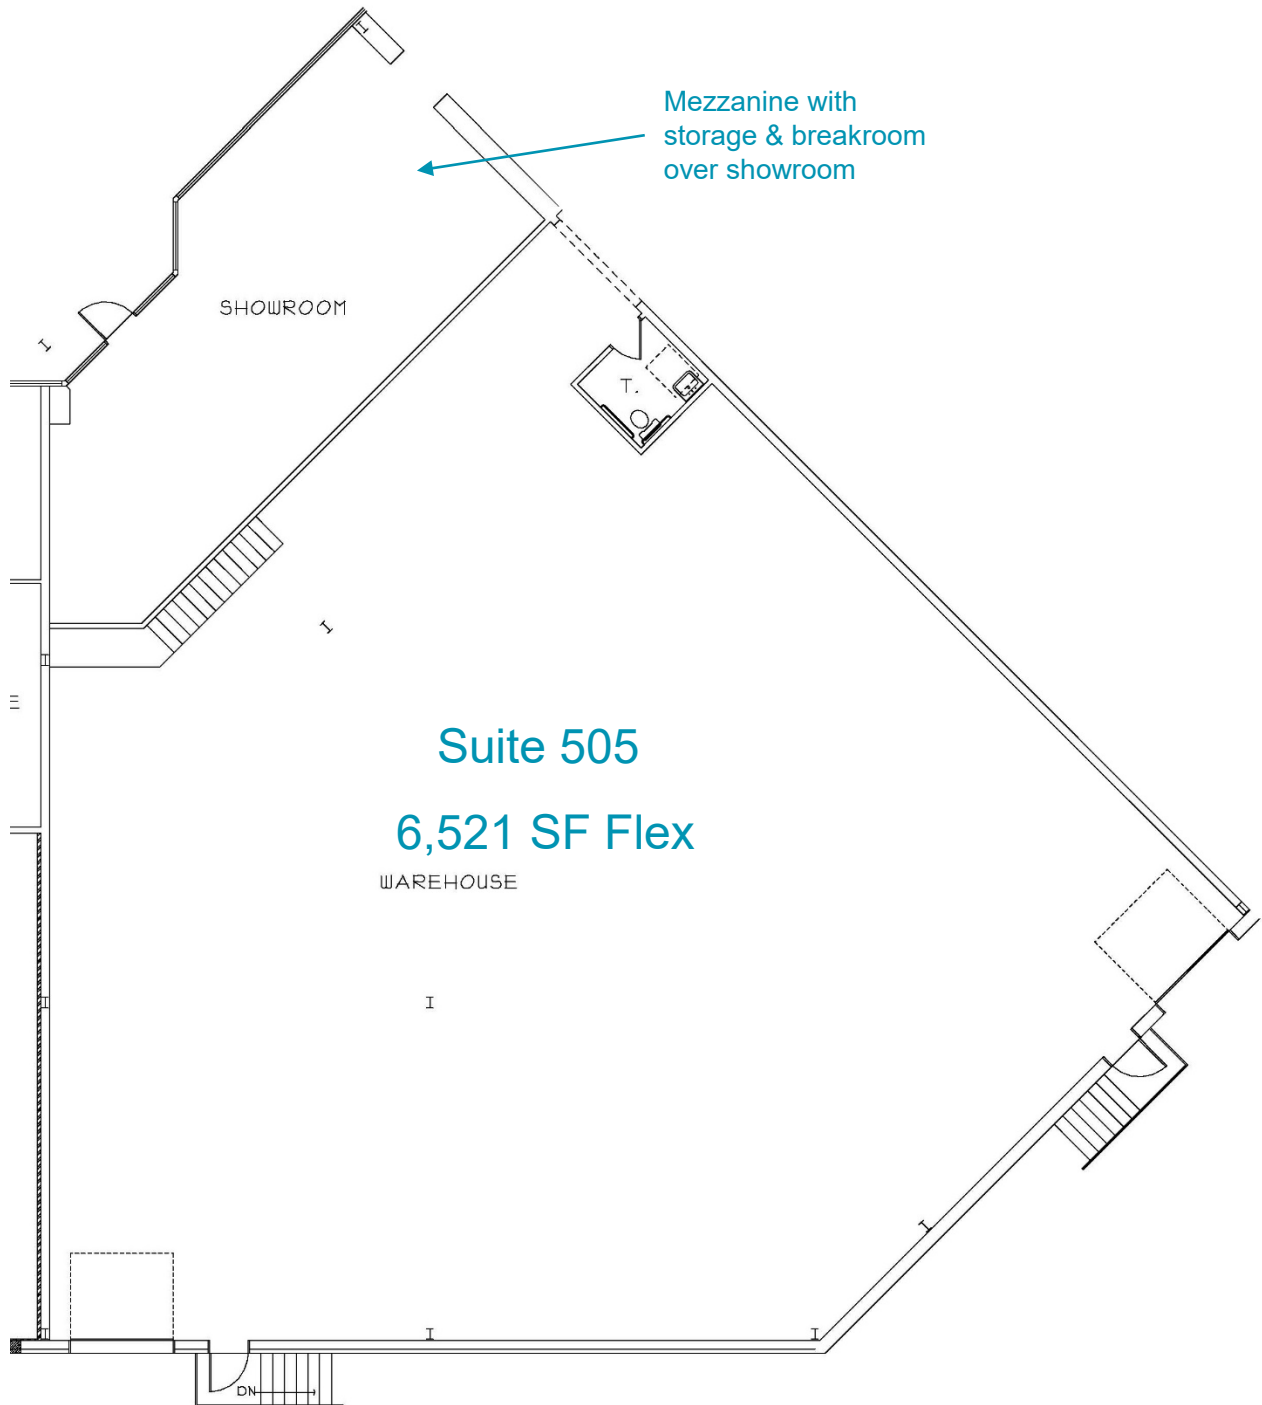 Mezzanine with
storage & breakroom
over showroom
SHOWROOM
T.
E
Suite 505
6,521 SF Flex
WAREHOUSE
DN